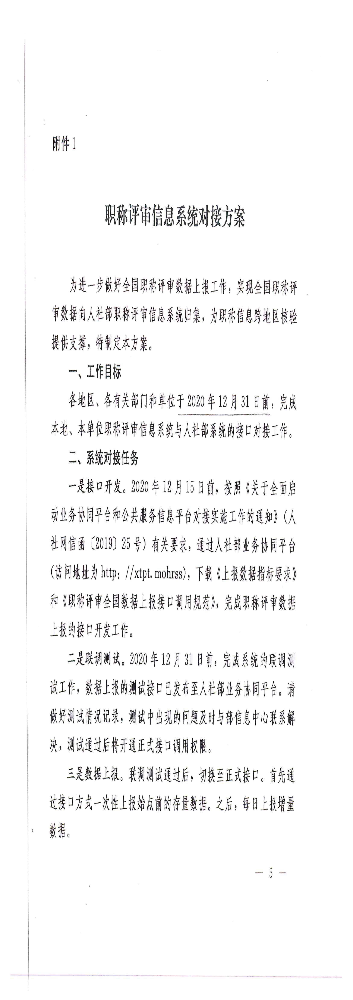 附件1
职称评审信息系统对接方案
为进一步做好全国职称评审数据上报工作，实现全国职称评
审数据向人社部职称评审信息系统归集，为职称信息跨地区核验
提供支撑，特制定本方案。
一、工作目标
各地区、各有关部门和单位于2020年12月31日前，完成
本地、本单位职称评审信息系统与人社部系统的接口对接工作。
二、系统对接任务
一是接口开发。2020年12月15日前，按照《关于全面启
动业务协同平台和公共服务信息平台对接实施工作的通知》（人
社网信函〔2019〕25号）有关要求，通过人社部业务协同平台
(访问地址为http：//xtpt.mohrss)，下载《上报数据指标要求》
和《职称评审全国数据上报接口调用规范》，完成职称评审数据
上报的接口开发工作。
二是联调测试。2020年12月31日前，完成系统的联调测
试工作，数据上报的测试接口已发布至人社部业务协同平台。请
做好测试情况记录，测试中出现的问题及时与部信息中心联系解
决，测试通过后将开通正式接口调用权限。
三是数据上报。联调测试通过后，切换至正式接口。首先通
过接口方式一次性上报始点前的存量数据。之后，每日上报增量
数据。
— 5 —